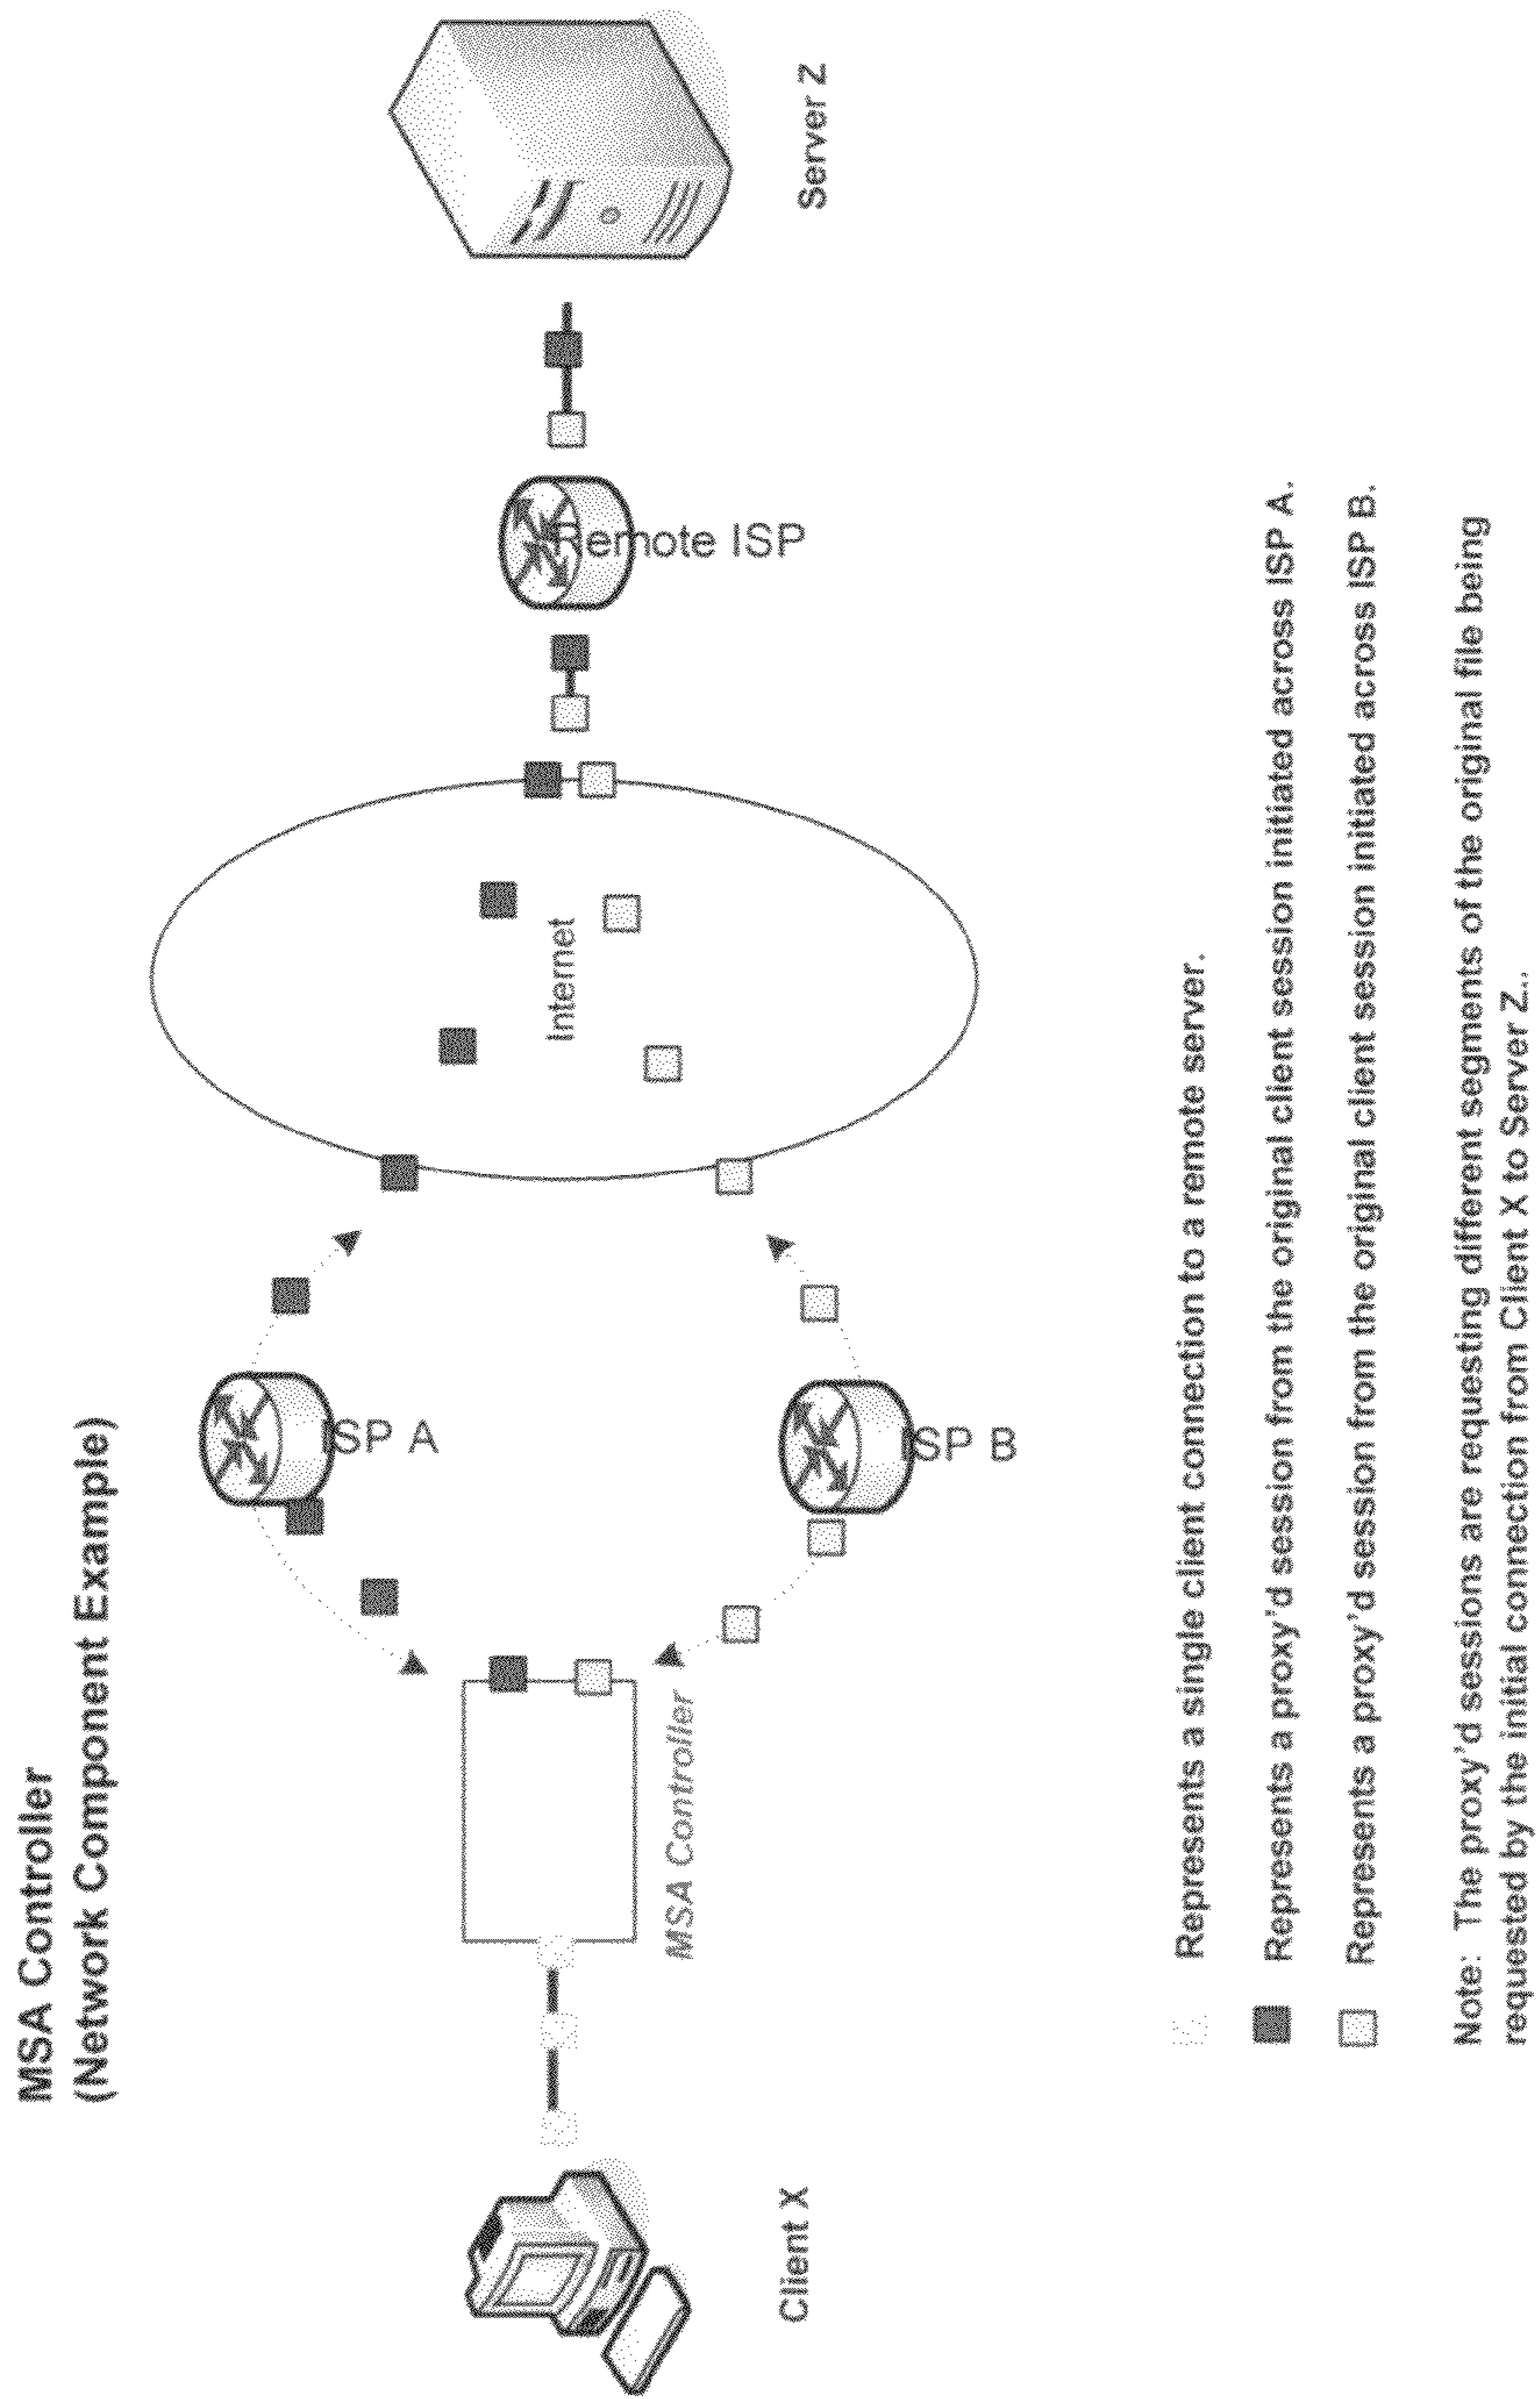 MSA Controller
(Network Component Example)
ISP A
Internet
Remote ISP
Server Z
MSA Controller
Client X
ISP B
Represents a single client connection to a remote server.
Represents a proxy'd session from the original client session initiated across ISP A.
Represents a proxy'd session from the original client session initiated across ISP B.
Note: The proxy'd sessions are requesting different segments of the original file being
requested by the initial connection from Client X to Server Z..